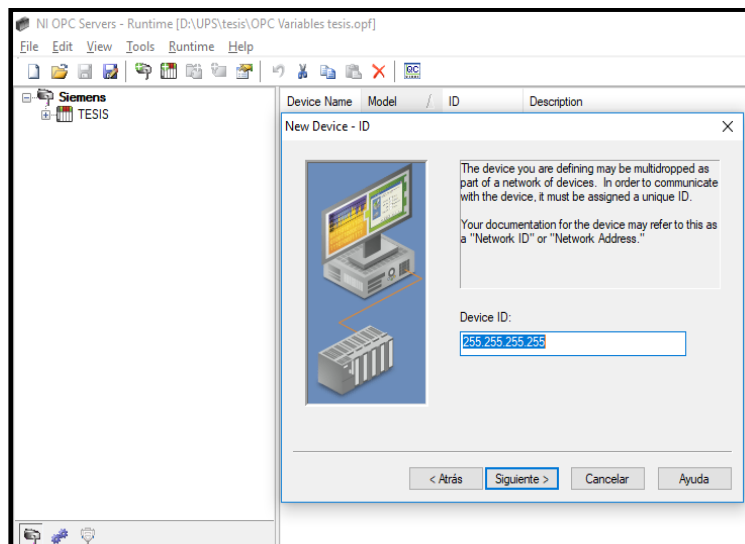 NI OPC Servers - Runtime [D:\UPS\tesis\OPC Variables tesis.opf]
File Edit View Tools Runtime Help
Siemens
TESIS
Device Name Model / ID Description
New Device - ID
The device you are defining may be multidropped as
part of a network of devices. In order to communicate
with the device, it must be assigned a unique ID.
Your documentation for the device may refer to this as
a "Network ID" or "Network Address."
Device ID:
255.255.255.255
< Atrás Siguiente > Cancelar Ayuda